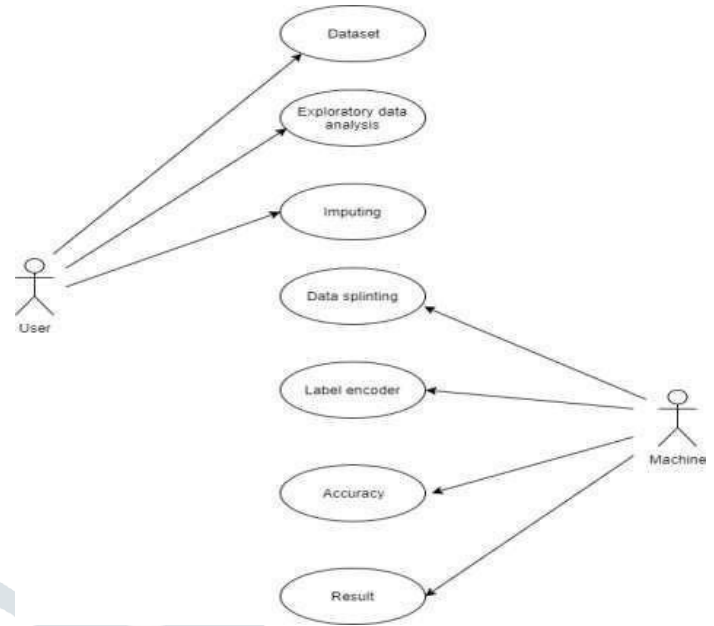 Dataset
Exploratory data
analysis
Imputing
Data splinting
User
Label encoder
Machine
Accuracy
Result